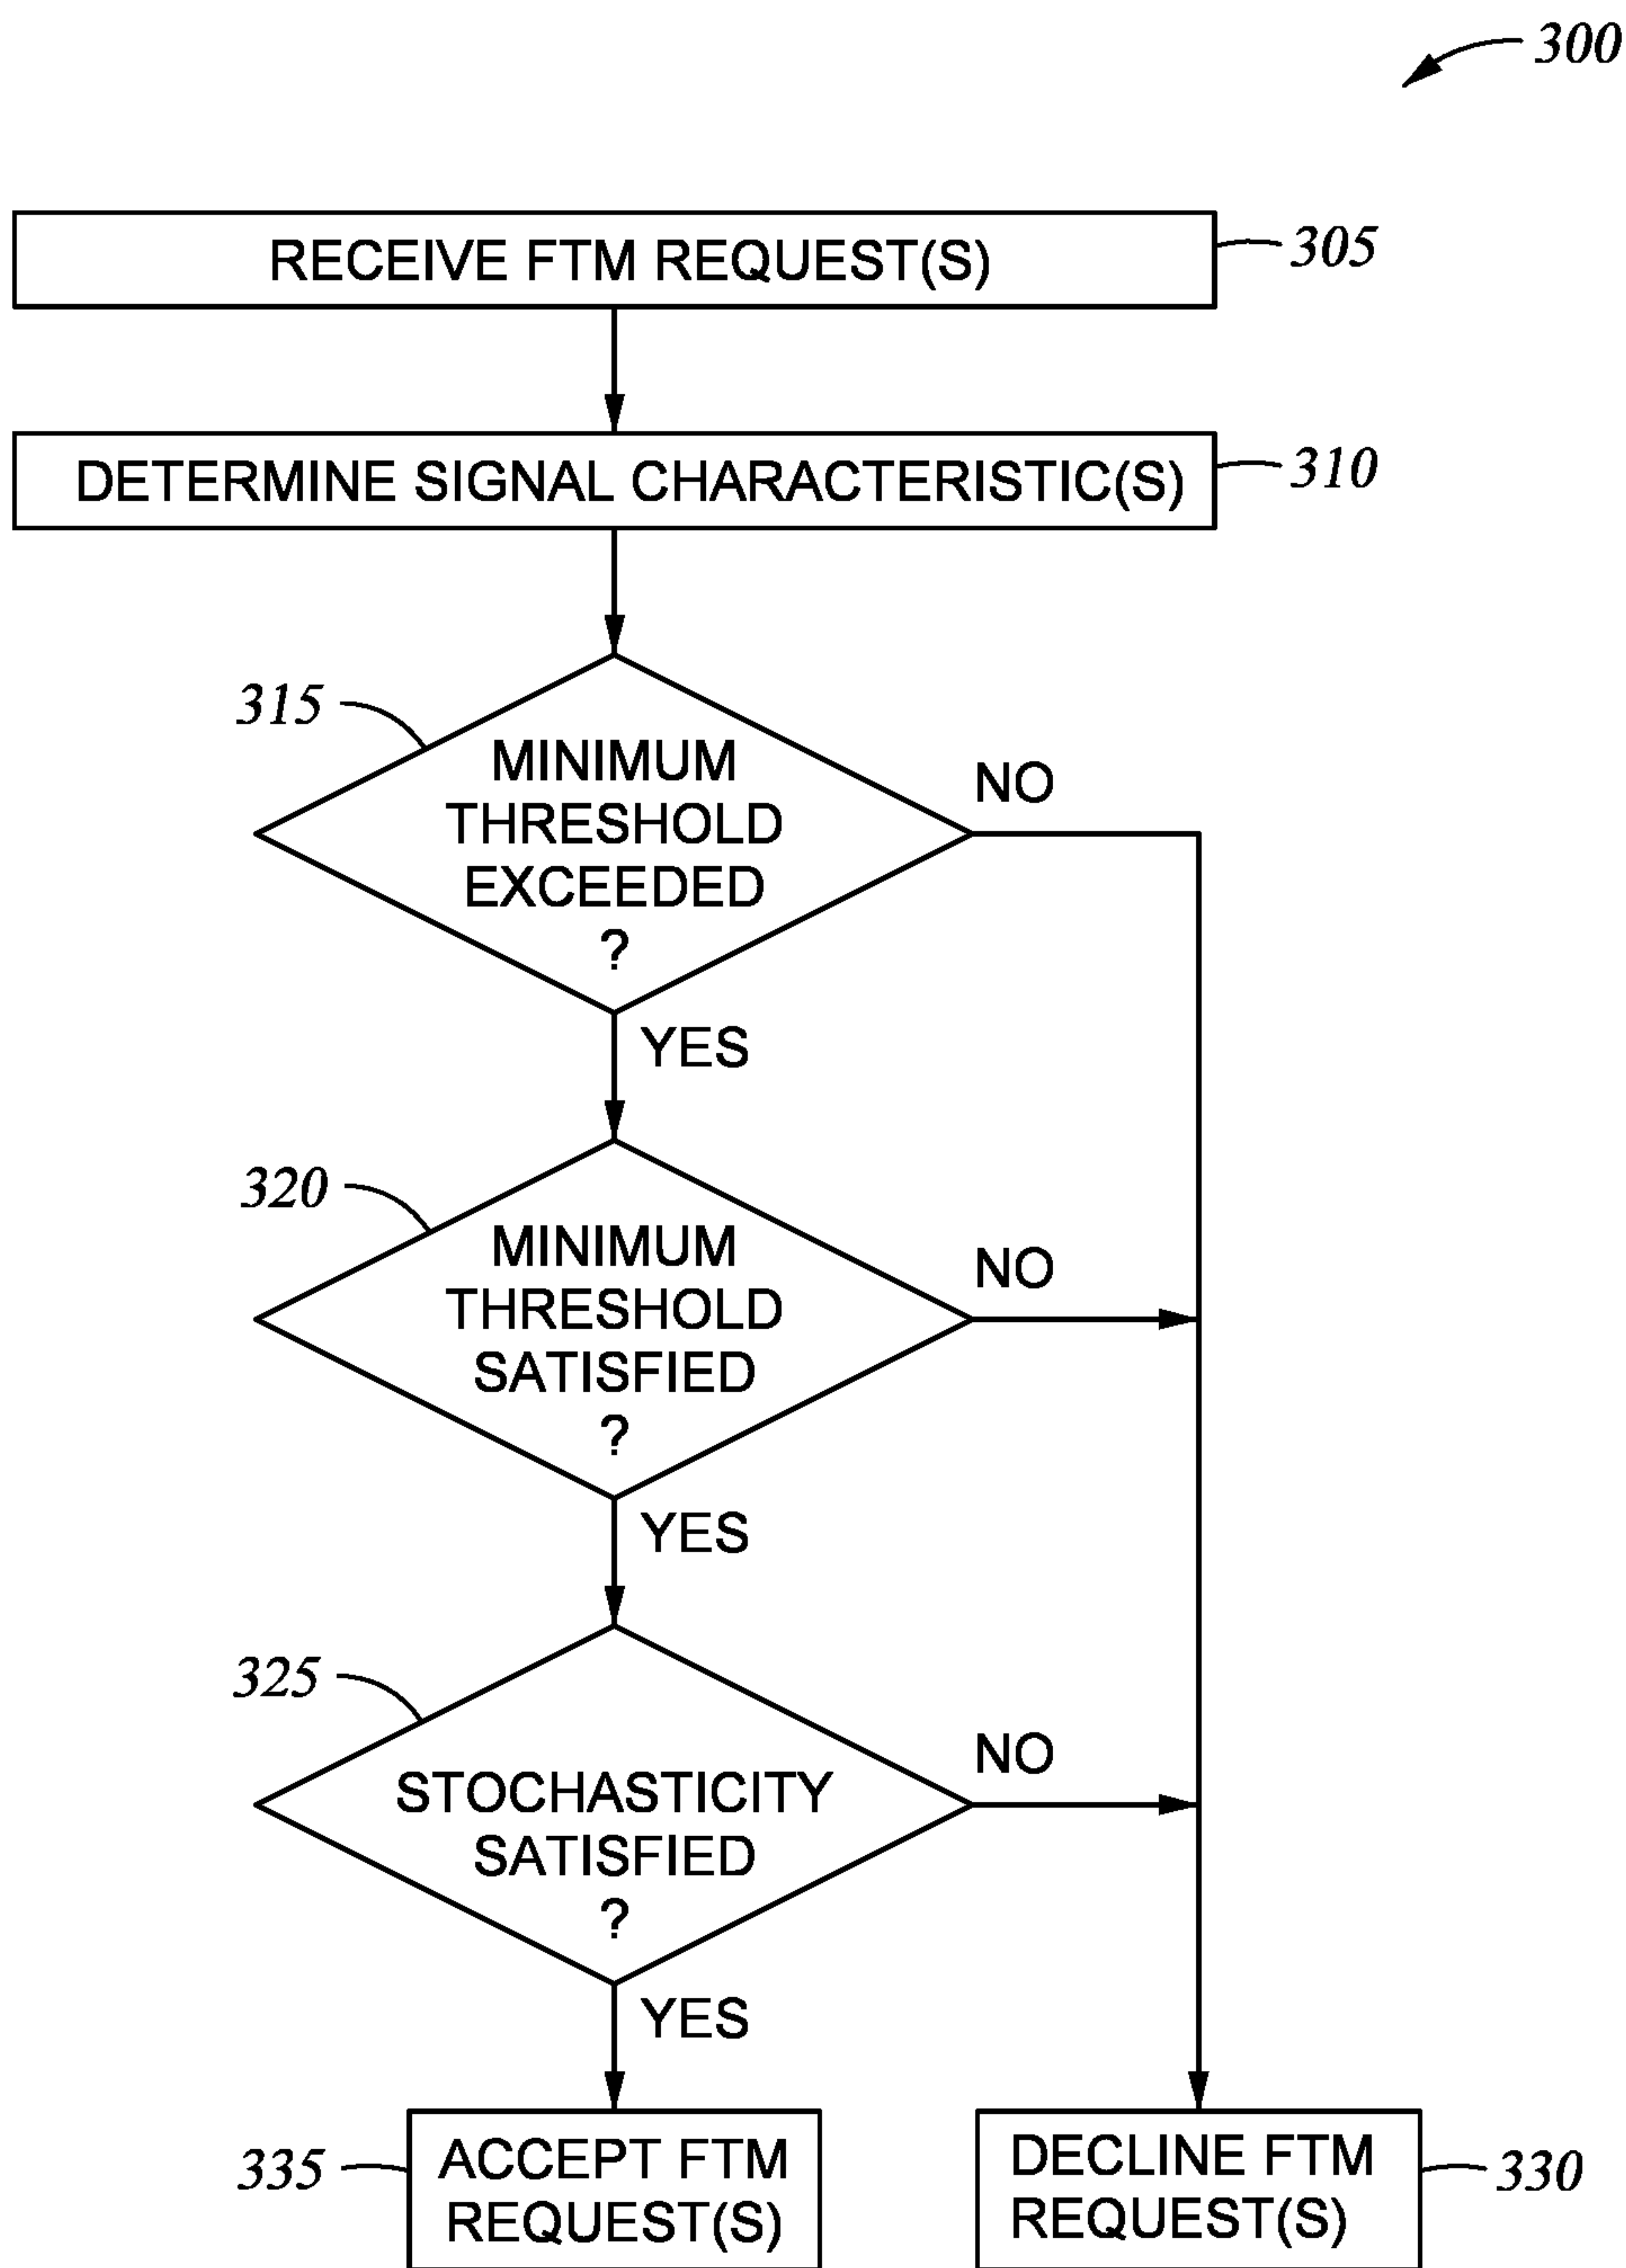 300
RECEIVE FTM REQUEST(S)
305
DETERMINE SIGNAL CHARACTERISTIC(S)
310
315
MINIMUM
THRESHOLD
EXCEEDED
?
NO
YES
320
MINIMUM
THRESHOLD
SATISFIED
?
NO
YES
325
STOCHASTICITY
SATISFIED
?
NO
YES
335
ACCEPT FTM
REQUEST(S)
DECLINE FTM
REQUEST(S)
330